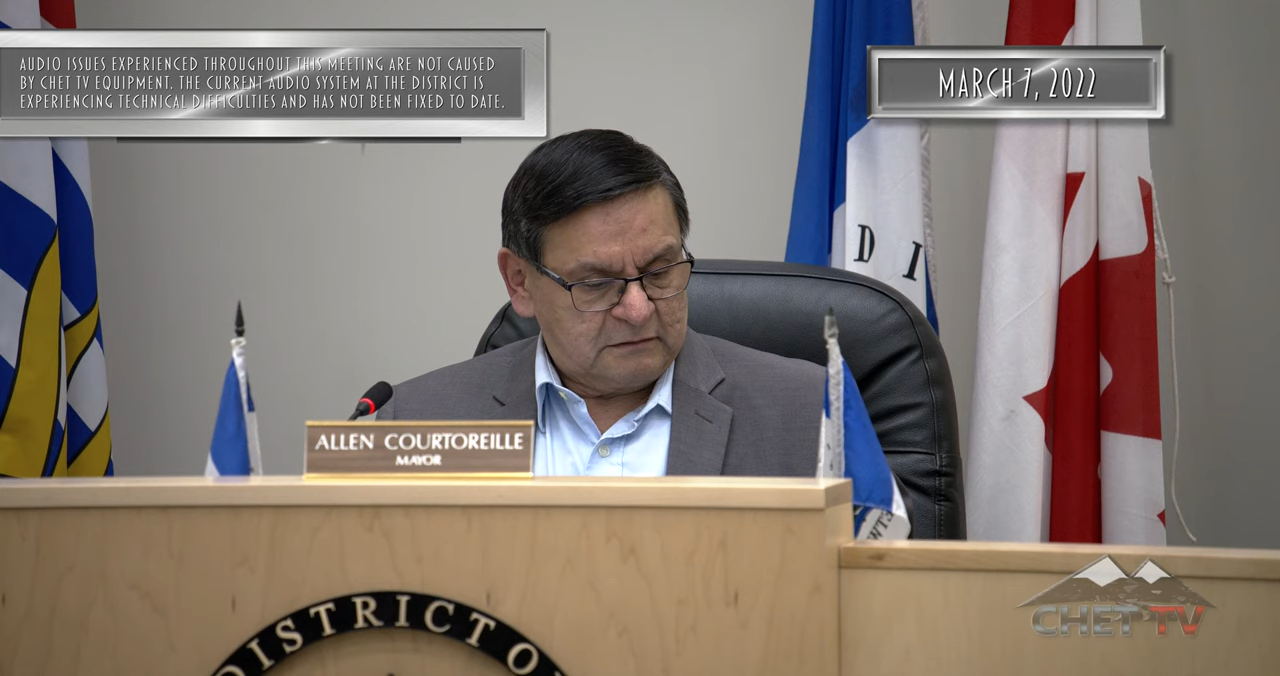 AUDIO ISSUES EXPERIENCED THROUGHOUT THIS MEETING ARE NOT CAUSED
BY CHET TV EQUIPMENT. THE CURRENT AUDIO SYSTEM AT THE DISTRICT IS
EXPERIENCING TECHNICAL DIFFICULTIES AND HAS NOT BEEN FIXED TO DATE.
MARCH 7, 2022
D I
ALLEN COURTOREILLE
MAYOR
ETW
DISTRICT O
CHET TV